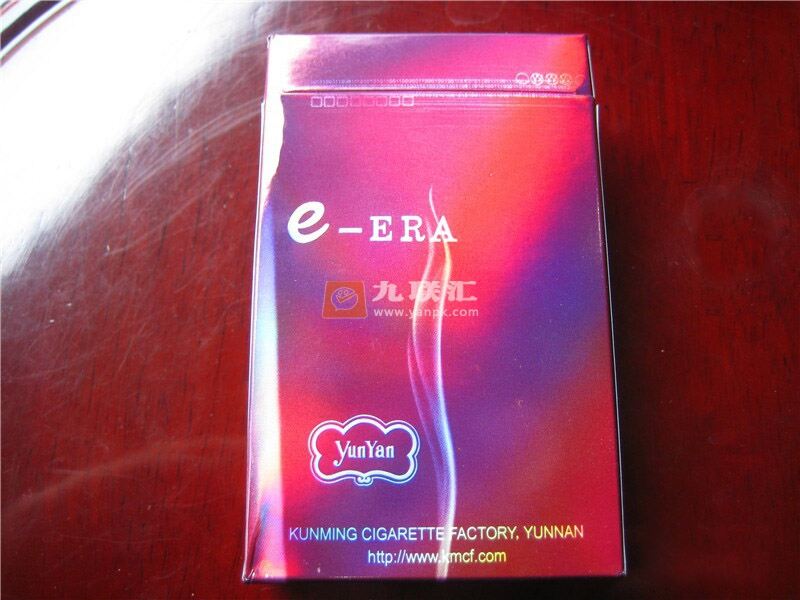 e-ERA
九联汇
www.yanpk.com
YunYan
KUNMING CIGARETTE FACTORY, YUNNAN
http://www.kmcf.com